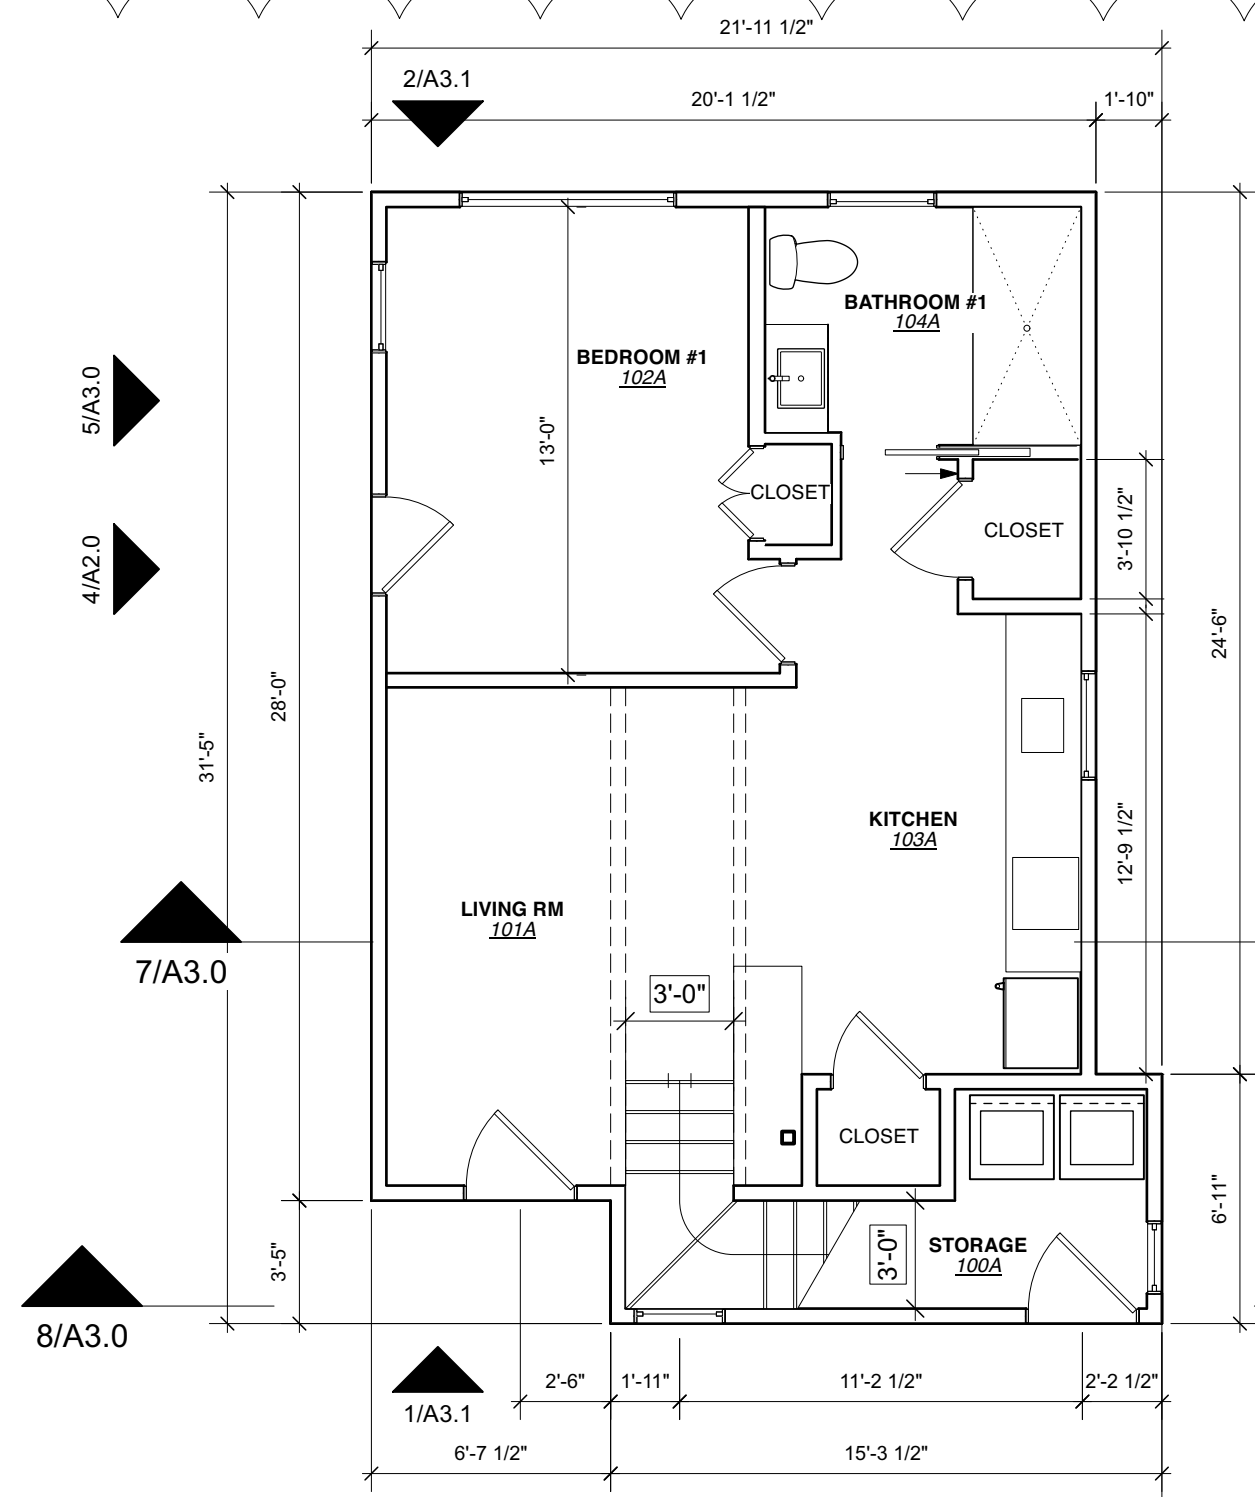 21'-11 1/2"
2/A3.1
20'-1 1/2"
1'-10"
BATHROOM #1
104A
BEDROOM #1
102A
5/A3.0
13'-0"
CLOSET
CLOSET
3'-10 1/2"
4/A2.0
24'-6"
28'-0"
31'-5"
KITCHEN
103A
12'-9 1/2"
LIVING RM
101A
7/A3.0
3'-0"
CLOSET
6'-11"
3'-5"
3'-0"
STORAGE
100A
8/A3.0
2'-6"
1'-11"
11'-2 1/2"
2'-2 1/2"
1/A3.1
6'-7 1/2"
15'-3 1/2"